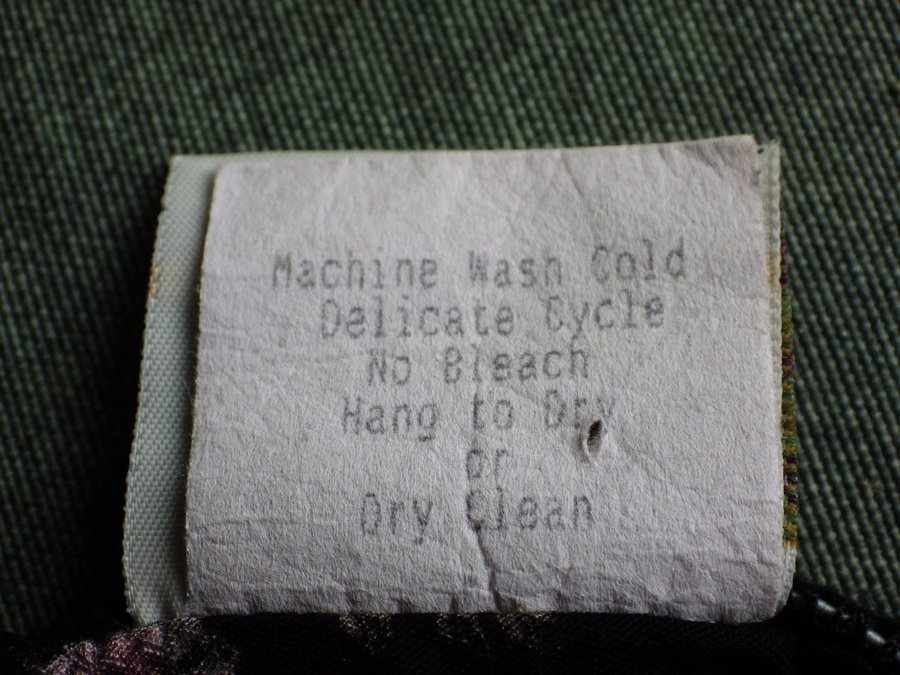 Machine Wash Cold
Delicate Cycle
No Bleach
Hang to Dry
or
Dry Clean